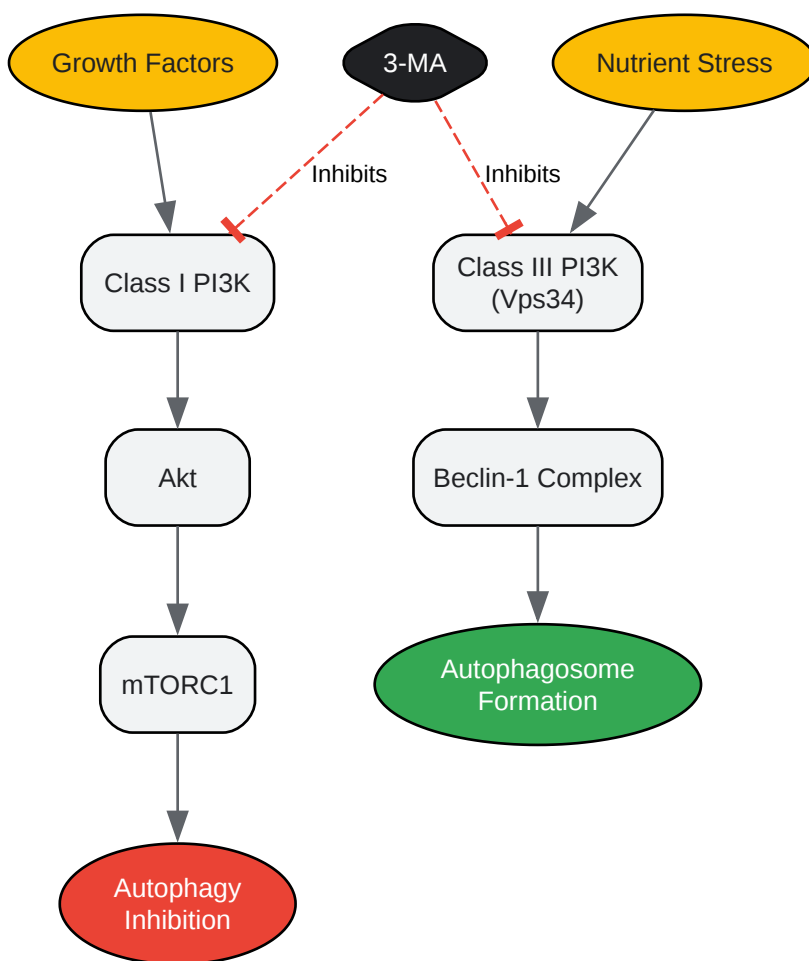 Growth Factors
3-MA
Nutrient Stress
Inhibits
Inhibits
Class I PI3K
Class III PI3K
(Vps34)
Akt
Beclin-1 Complex
mTORC1
Autophagosome
Formation
Autophagy
Inhibition